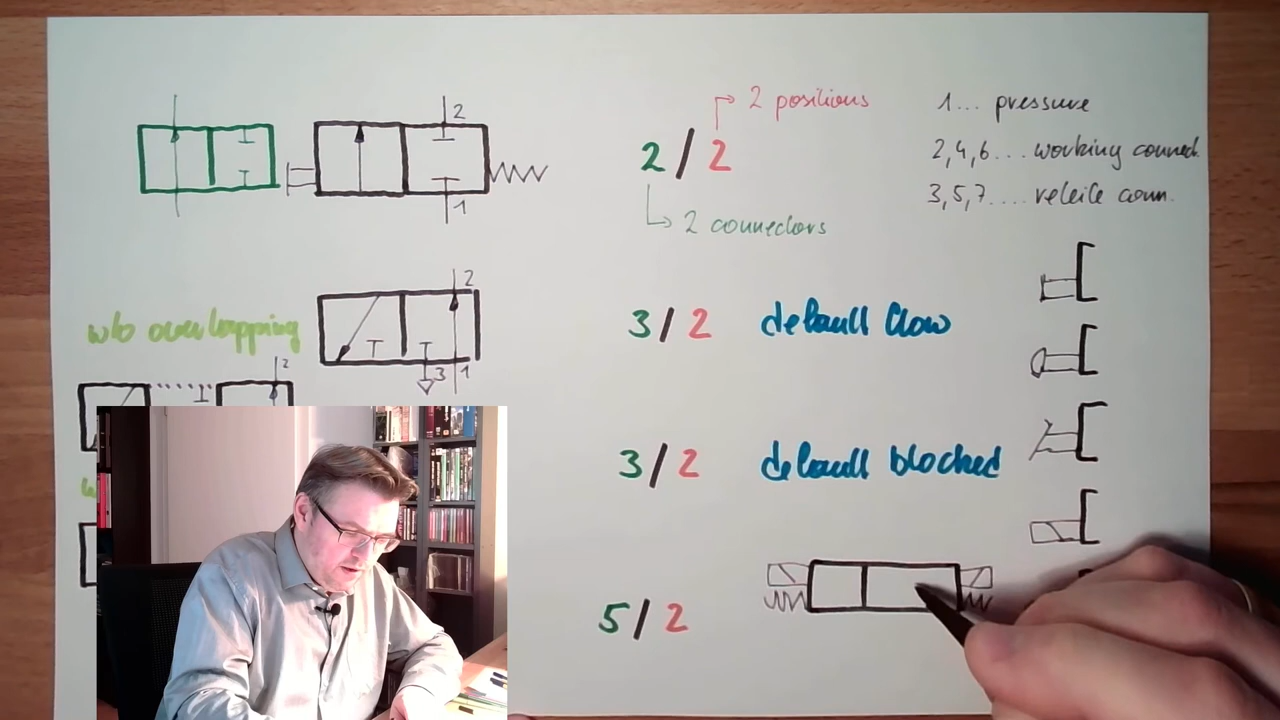 2 positions
1... pressure
2
2 / 2
2,4,6... working connect.
1
3,5,7.... releile conn.
2 connectors
2
w/o overlapping
3 / 2 default flow
3 1
2
3 / 2 default blocked
5 / 2